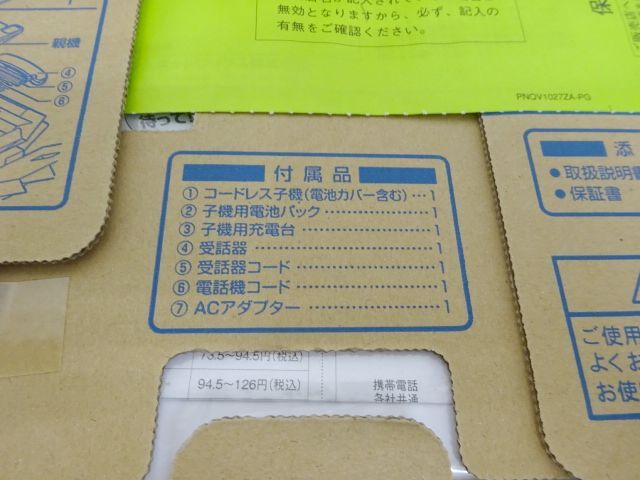 親機
④
⑤
⑥
無効となりますから、必ず、記入の
有無をご確認ください。
PNQV1027ZA-PG
付属品
① コードレス子機（電池カバー含む）…1
② 子機用電池パック……………1
③ 子機用充電台………………1
④ 受話器………………………1
⑤ 受話器コード………………1
⑥ 電話機コード………………1
⑦ ACアダプター………………1
添
●取扱説明書
●保証書
ご使用
よくお
お使い
73.5～94.5円（税込）
94.5～126円（税込）
携帯電話
各社共通